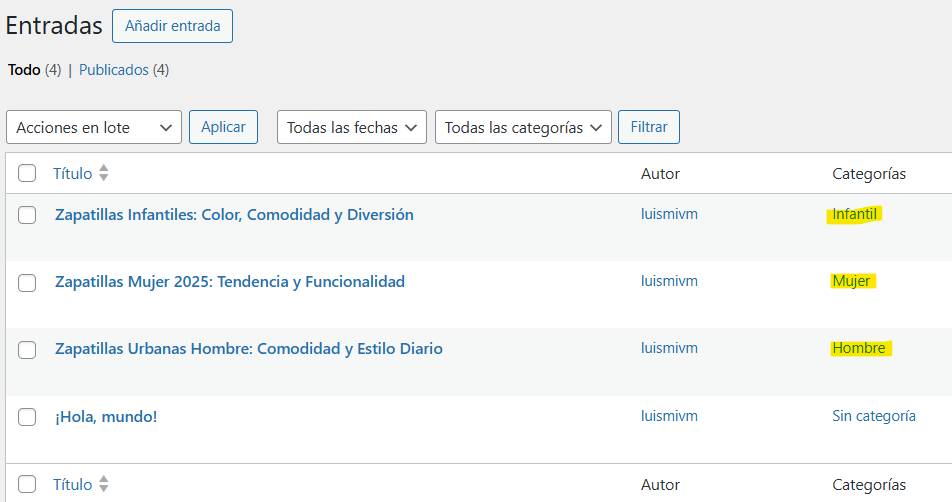 Entradas Añadir entrada
Todo (4) | Publicados (4)
Acciones en lote Aplicar Todas las fechas Todas las categorías Filtrar
Título Autor Categorías
Zapatillas Infantiles: Color, Comodidad y Diversión luismivm Infantil
Zapatillas Mujer 2025: Tendencia y Funcionalidad luismivm Mujer
Zapatillas Urbanas Hombre: Comodidad y Estilo Diario luismivm Hombre
¡Hola, mundo! luismivm Sin categoría
Título Autor Categorías